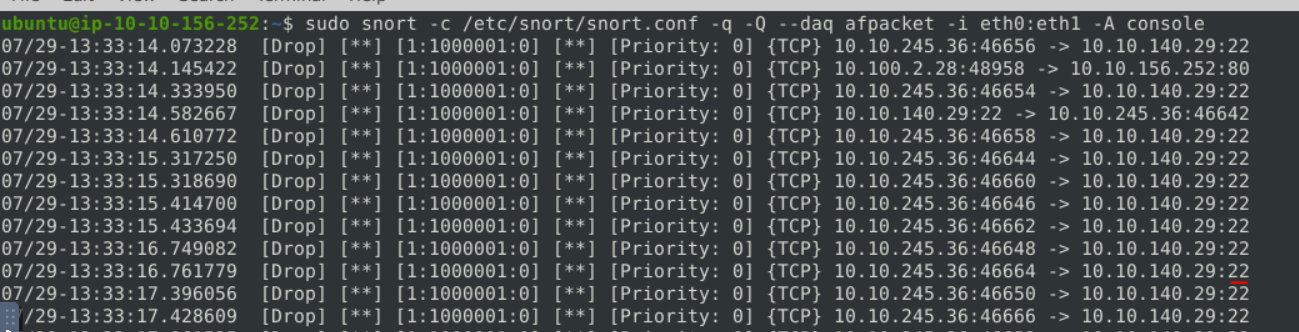 ubuntu@ip-10-10-156-252:~$ sudo snort -c /etc/snort/snort.conf -q -Q --daq afpacket -i eth0:eth1 -A console
07/29-13:33:14.073228 [Drop] [**] [1:1000001:0] [**] [Priority: 0] {TCP} 10.10.245.36:46656 -> 10.10.140.29:22
07/29-13:33:14.145422 [Drop] [**] [1:1000001:0] [**] [Priority: 0] {TCP} 10.100.2.28:48958 -> 10.10.156.252:80
07/29-13:33:14.333950 [Drop] [**] [1:1000001:0] [**] [Priority: 0] {TCP} 10.10.245.36:46654 -> 10.10.140.29:22
07/29-13:33:14.582667 [Drop] [**] [1:1000001:0] [**] [Priority: 0] {TCP} 10.10.140.29:22 -> 10.10.245.36:46642
07/29-13:33:14.610772 [Drop] [**] [1:1000001:0] [**] [Priority: 0] {TCP} 10.10.245.36:46658 -> 10.10.140.29:22
07/29-13:33:15.317250 [Drop] [**] [1:1000001:0] [**] [Priority: 0] {TCP} 10.10.245.36:46644 -> 10.10.140.29:22
07/29-13:33:15.318690 [Drop] [**] [1:1000001:0] [**] [Priority: 0] {TCP} 10.10.245.36:46660 -> 10.10.140.29:22
07/29-13:33:15.414700 [Drop] [**] [1:1000001:0] [**] [Priority: 0] {TCP} 10.10.245.36:46646 -> 10.10.140.29:22
07/29-13:33:15.433694 [Drop] [**] [1:1000001:0] [**] [Priority: 0] {TCP} 10.10.245.36:46662 -> 10.10.140.29:22
07/29-13:33:16.749082 [Drop] [**] [1:1000001:0] [**] [Priority: 0] {TCP} 10.10.245.36:46648 -> 10.10.140.29:22
07/29-13:33:16.761779 [Drop] [**] [1:1000001:0] [**] [Priority: 0] {TCP} 10.10.245.36:46664 -> 10.10.140.29:22
07/29-13:33:17.396056 [Drop] [**] [1:1000001:0] [**] [Priority: 0] {TCP} 10.10.245.36:46650 -> 10.10.140.29:22
/29-13:33:17.428609 [Drop] [**] [1:1000001:0] [**] [Priority: 0] {TCP} 10.10.245.36:46666 -> 10.10.140.29:22